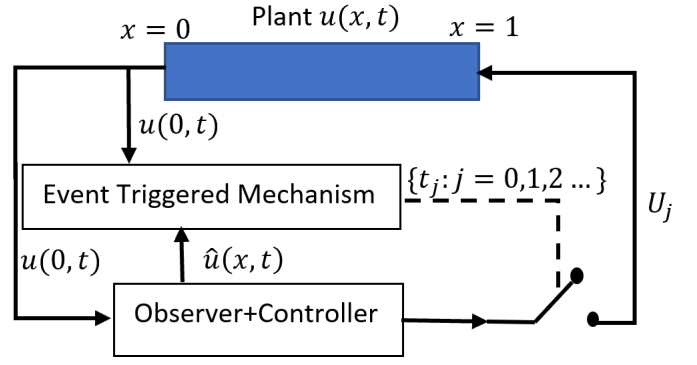 Plant u(x, t)
x = 0
x = 1
u(0, t)
Event Triggered Mechanism
{t_j: j = 0,1,2 … }
U_j
u(0, t)
û(x, t)
Observer+Controller